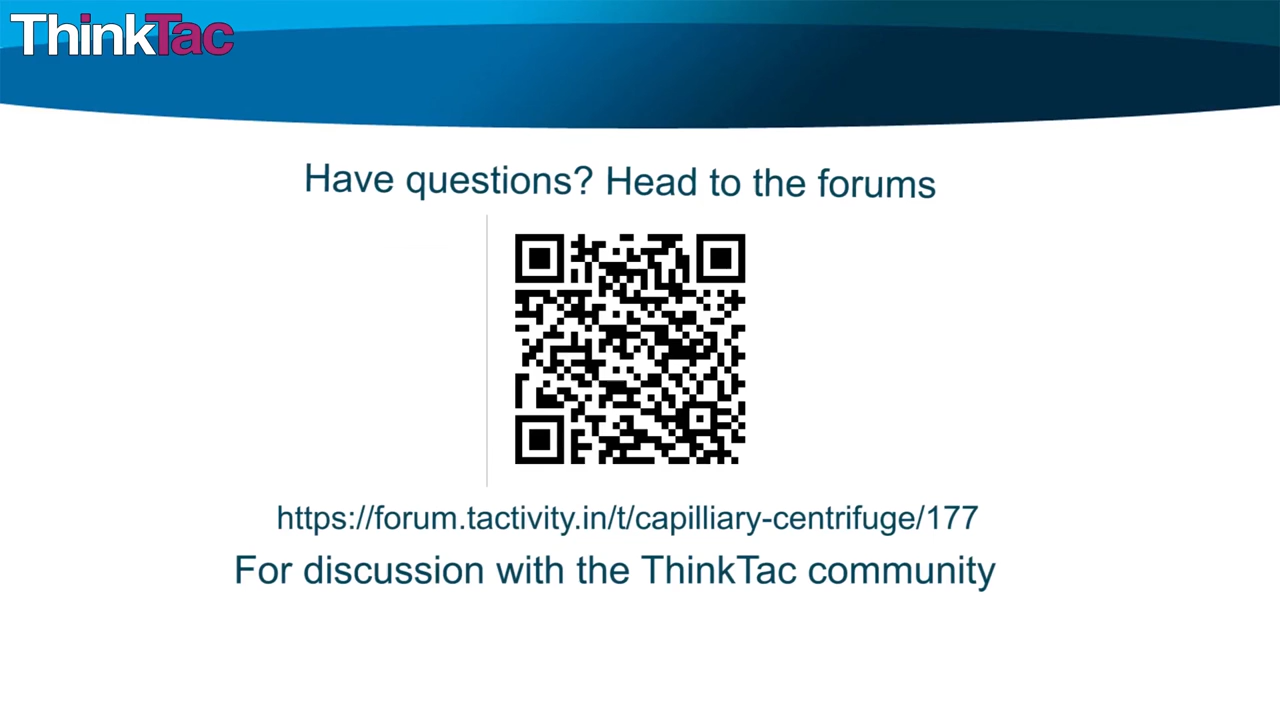 ThinkTac
Have questions? Head to the forums
https://forum.tactivity.in/t/capilliary-centrifuge/177
For discussion with the ThinkTac community